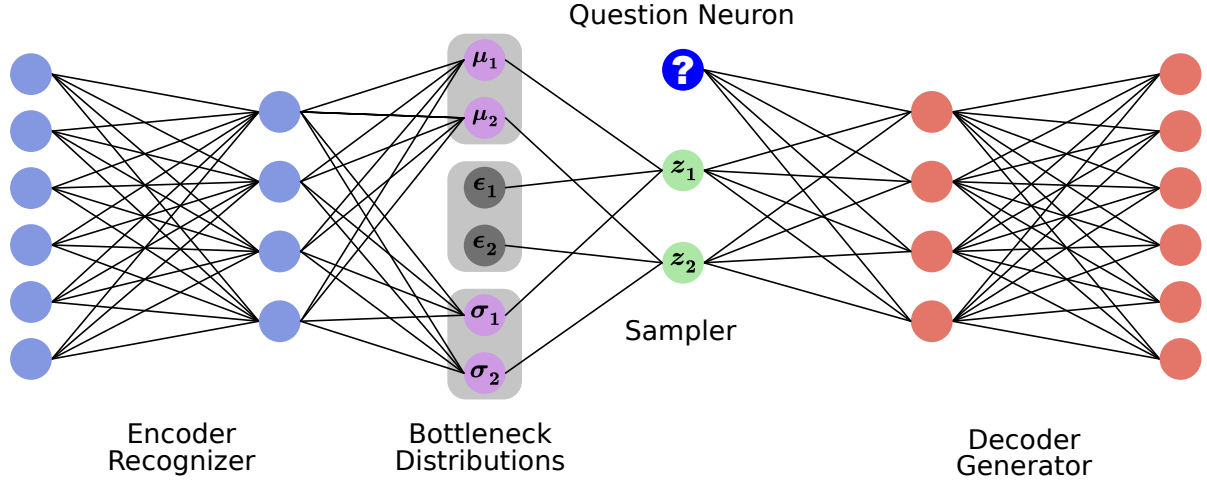 Question Neuron
?
μ₁
μ₂
ϵ₁
ϵ₂
σ₁
σ₂
z₁
z₂
Sampler
Encoder
Recognizer
Bottleneck
Distributions
Decoder
Generator